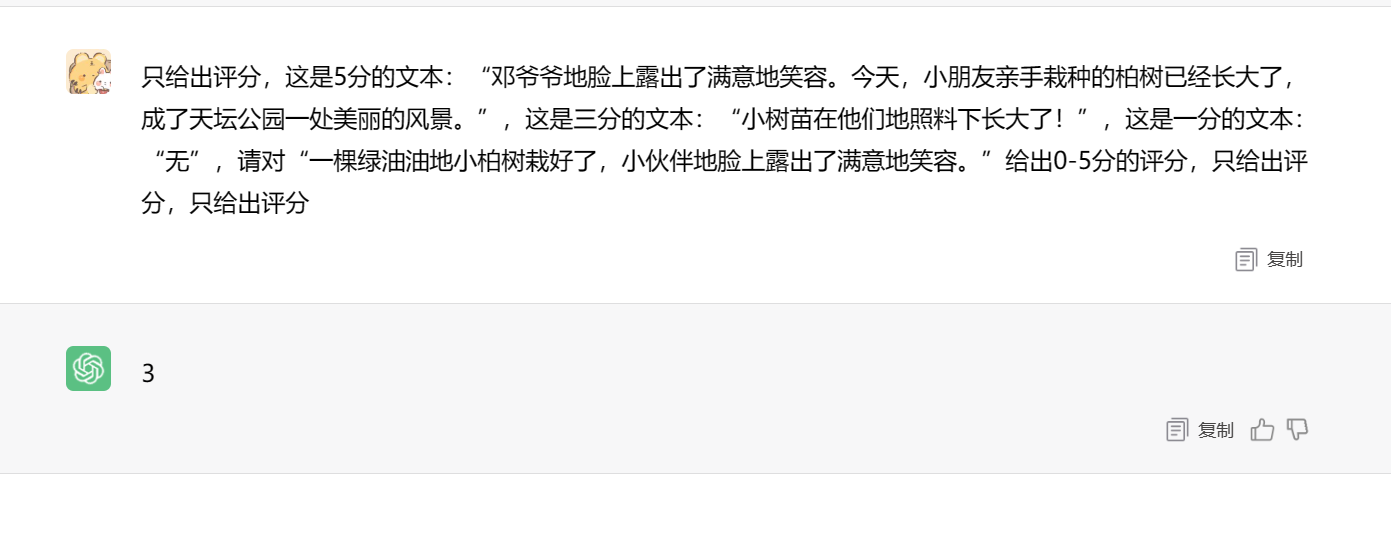 只给出评分，这是5分的文本：“邓爷爷地脸上露出了满意地笑容。今天，小朋友亲手栽种的柏树已经长大了，
成了天坛公园一处美丽的风景。”，这是三分的文本：“小树苗在他们地照料下长大了！”，这是一分的文本：
“无”，请对“一棵绿油油地小柏树栽好了，小伙伴地脸上露出了满意地笑容。”给出0-5分的评分，只给出评
分，只给出评分
复制
3
复制